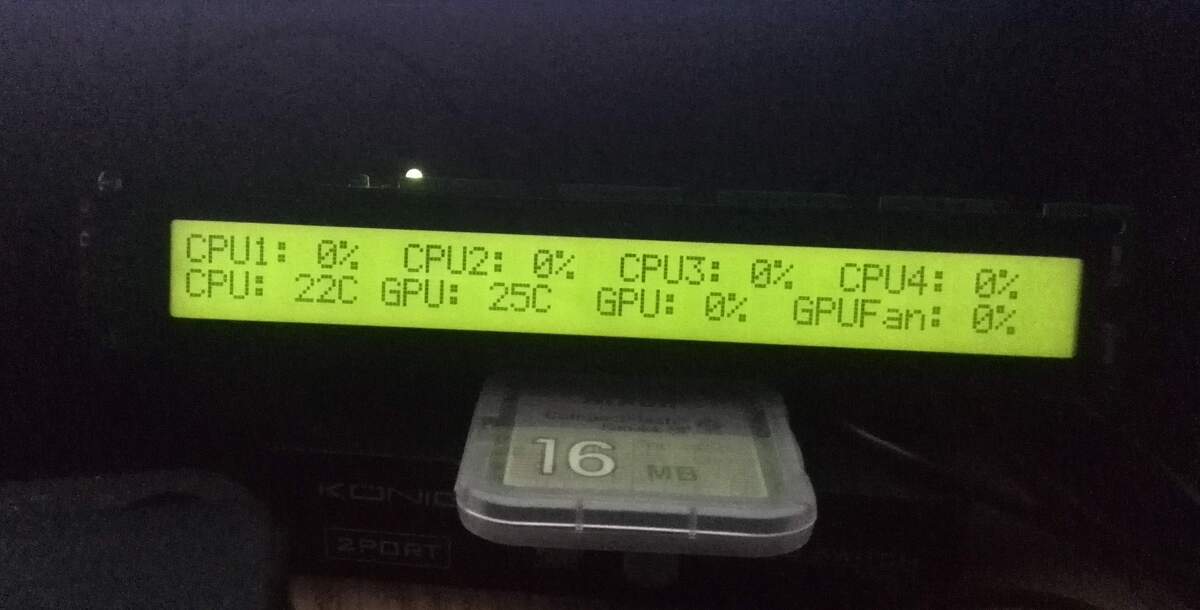 CPU1: 0% CPU2: 0% CPU3: 0% CPU4: 0%
CPU: 22C GPU: 25C GPU: 0% GPUFan: 0%
16 MB
KÖNIG
2PORT